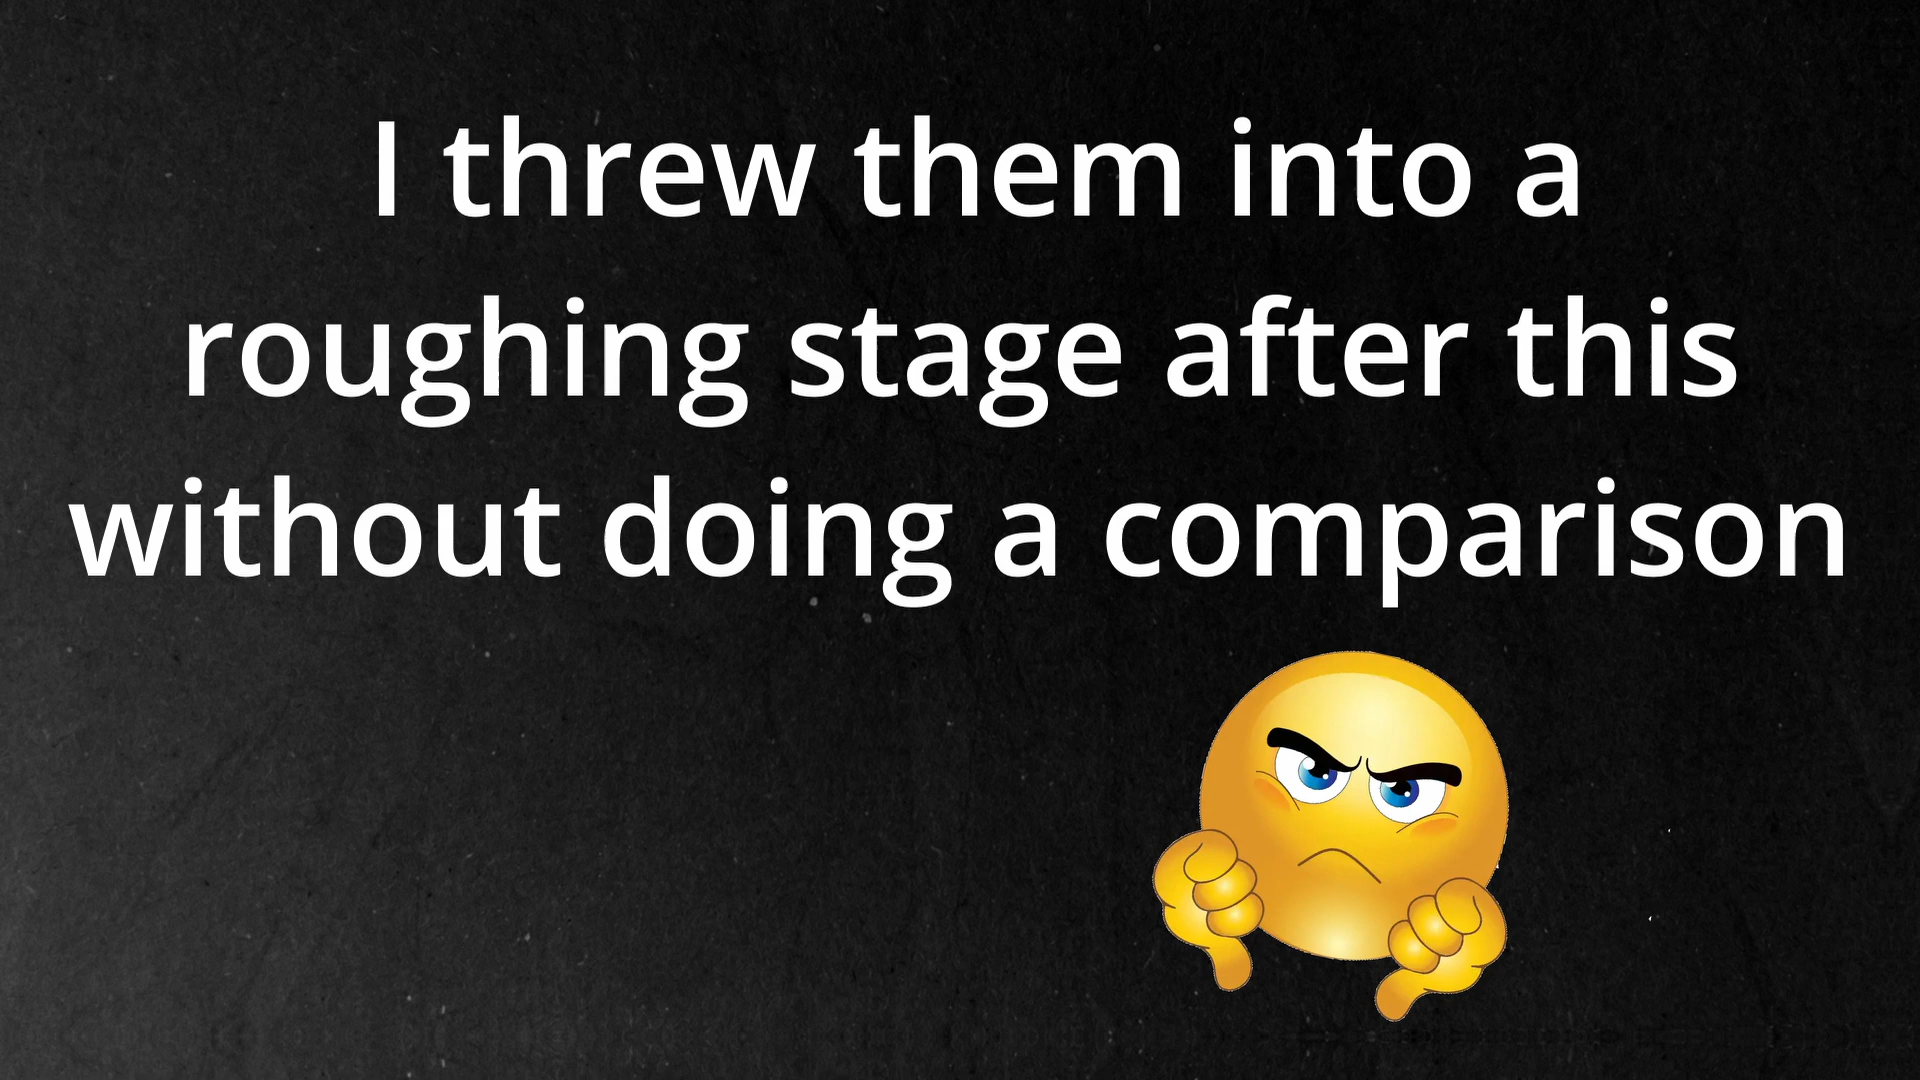 I threw them into a
roughing stage after this
without doing a comparison